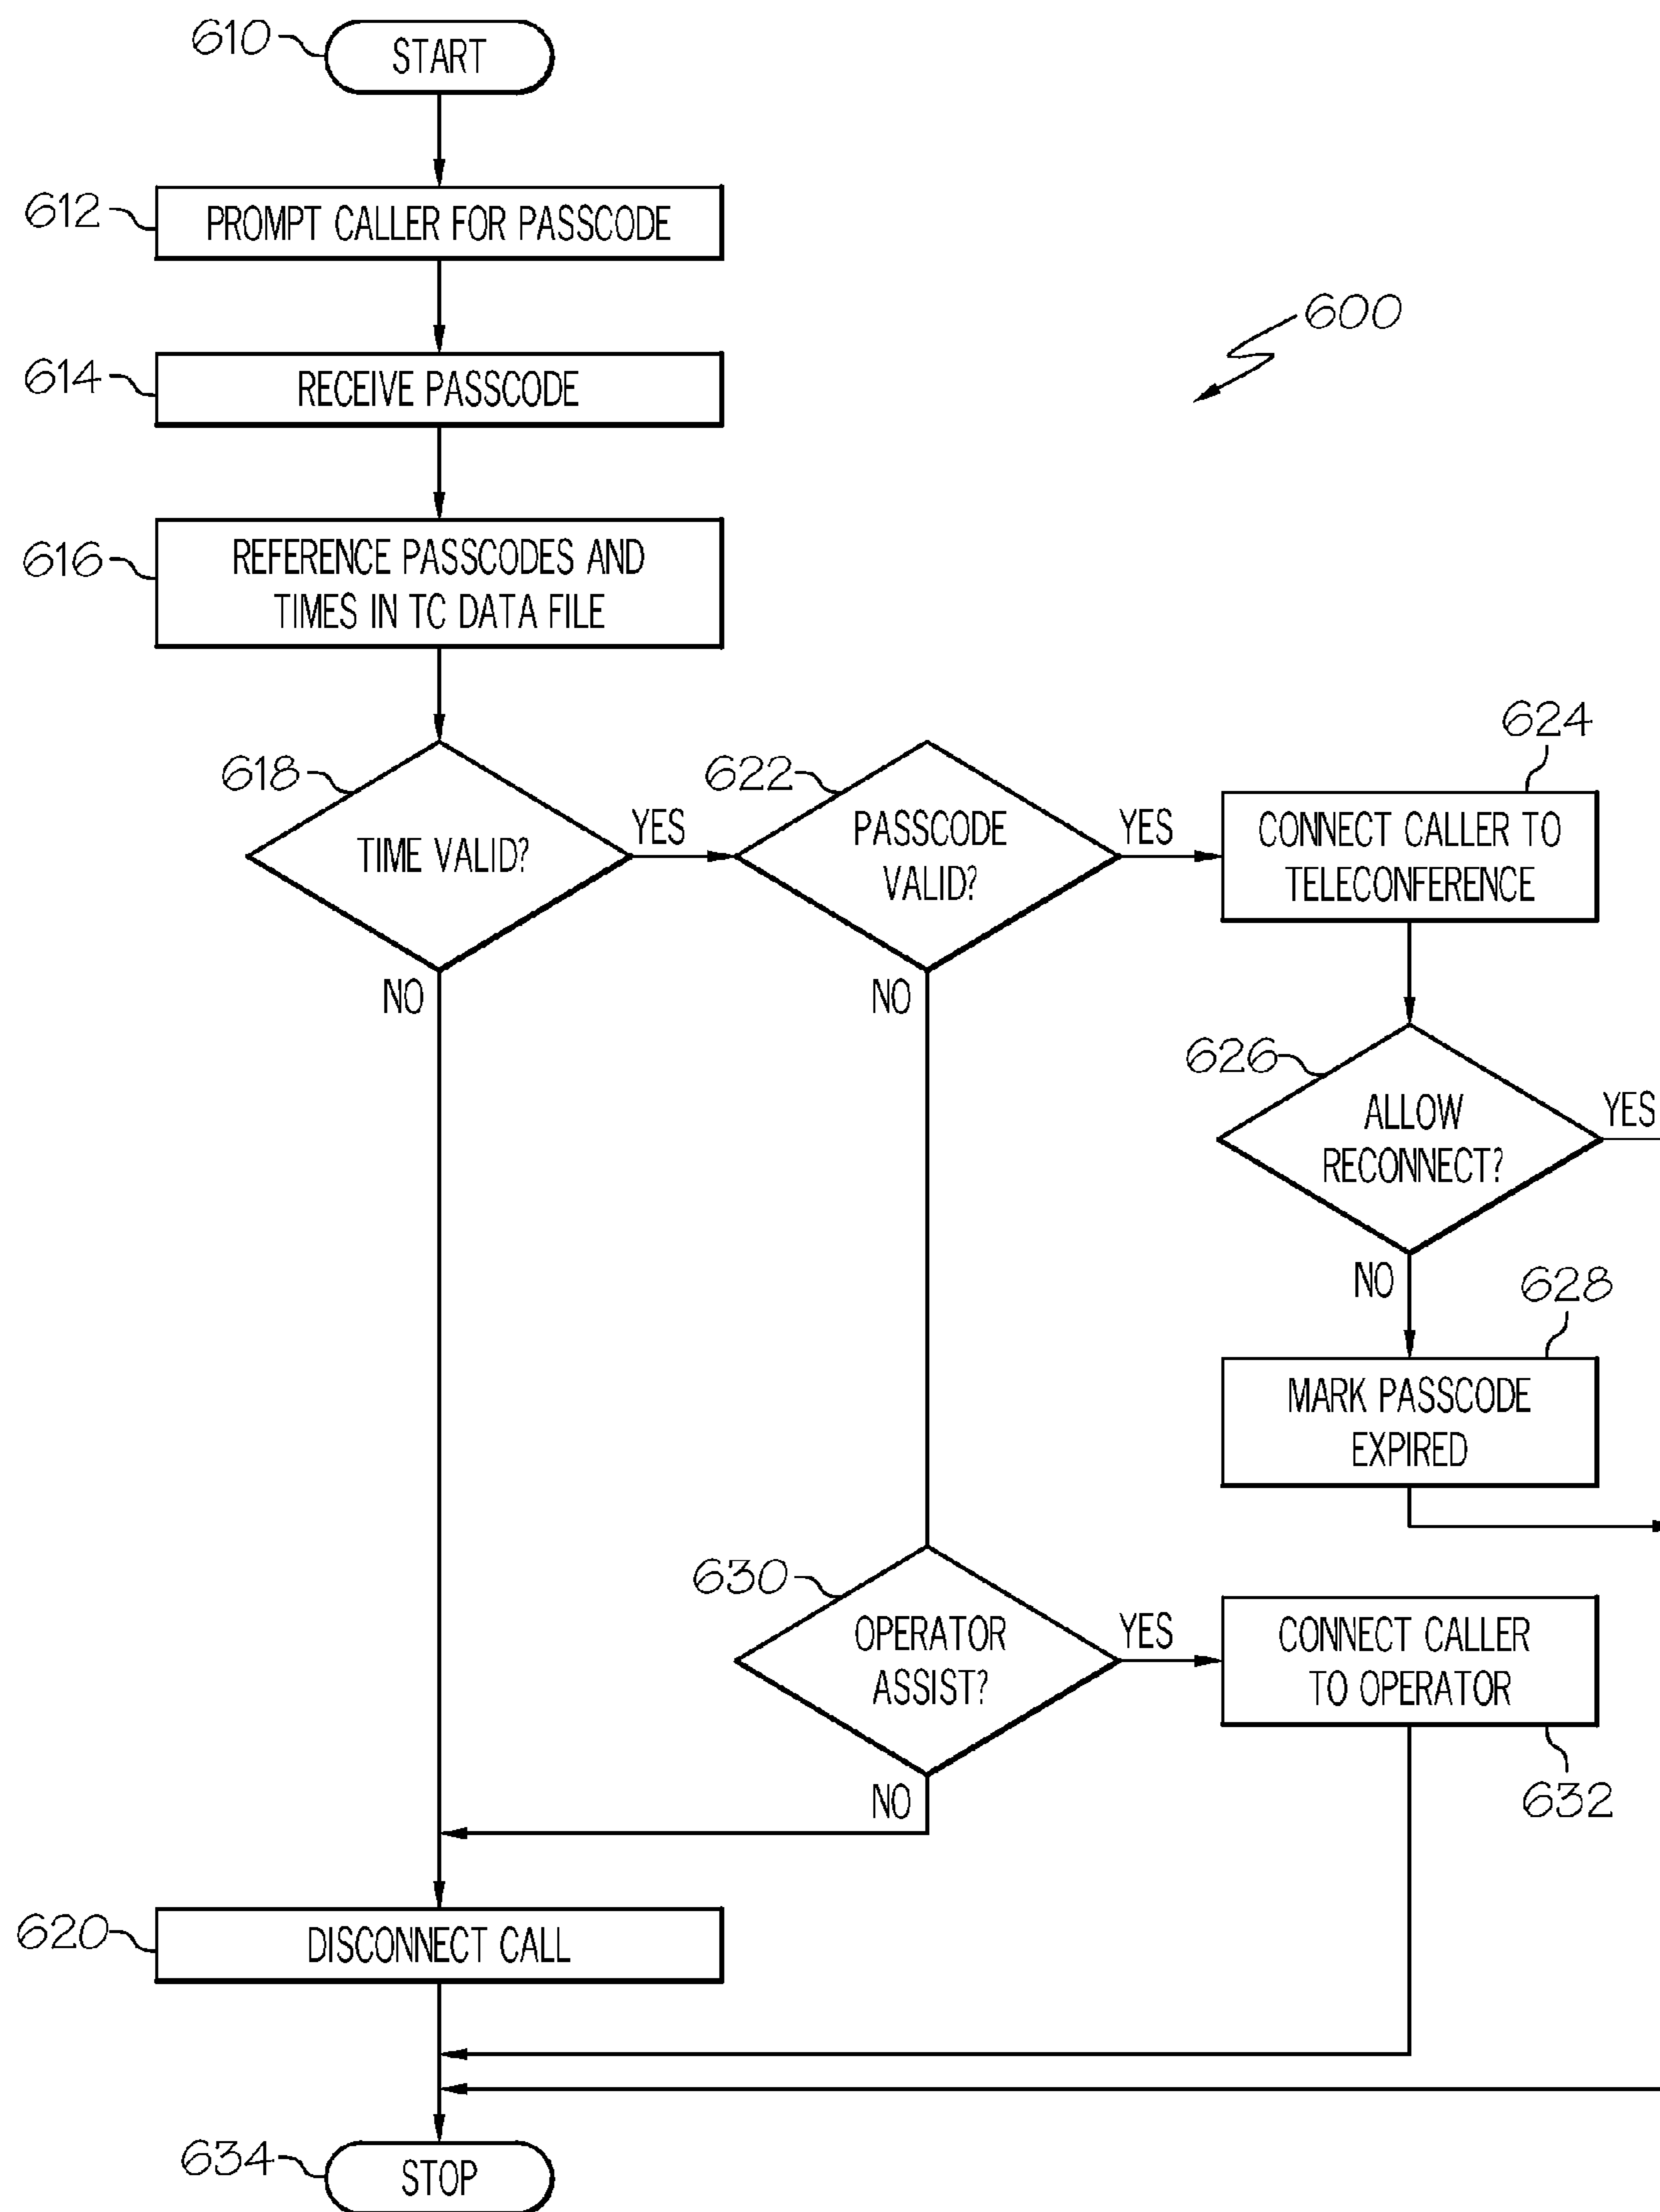 610
START
612
PROMPT CALLER FOR PASSCODE
600
614
RECEIVE PASSCODE
616
REFERENCE PASSCODES AND
TIMES IN TC DATA FILE
618
TIME VALID?
YES
NO
622
PASSCODE
VALID?
YES
NO
624
CONNECT CALLER TO
TELECONFERENCE
626
ALLOW
RECONNECT?
YES
NO
628
MARK PASSCODE
EXPIRED
630
OPERATOR
ASSIST?
YES
NO
CONNECT CALLER
TO OPERATOR
632
620
DISCONNECT CALL
634
STOP